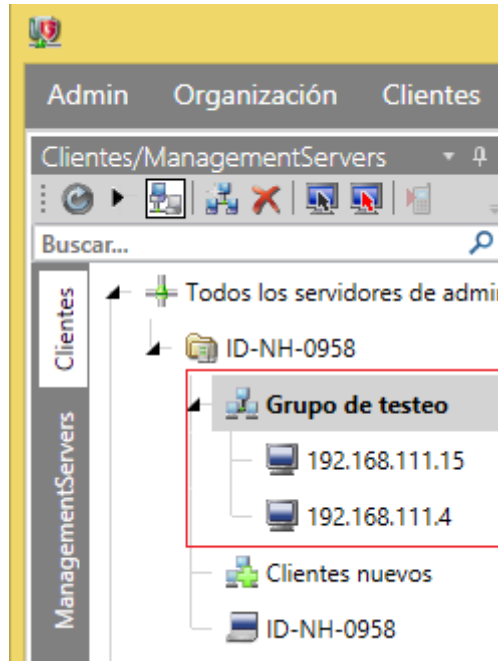 Admin Organización Clientes
Clientes/ManagementServers
Buscar...
Clientes
ManagementServers
Todos los servidores de admi
ID-NH-0958
Grupo de testeo
192.168.111.15
192.168.111.4
Clientes nuevos
ID-NH-0958